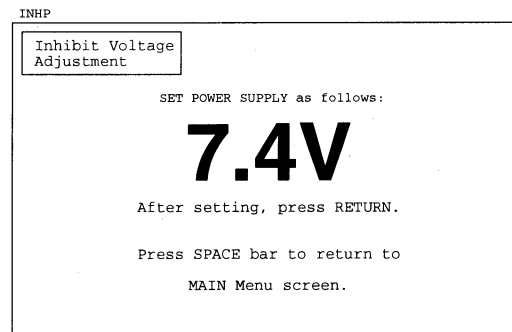 INHP
Inhibit Voltage
Adjustment
SET POWER SUPPLY as follows:
7.4V
After setting, press RETURN.
Press SPACE bar to return to
MAIN Menu screen.